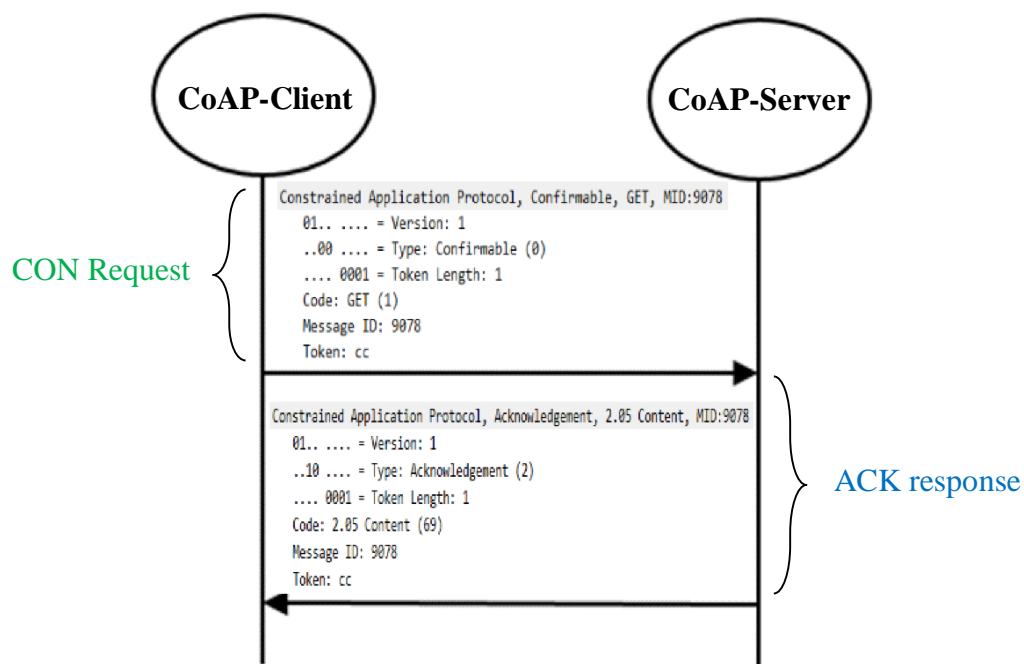 CoAP-Client
CoAP-Server
CON Request
Constrained Application Protocol, Confirmable, GET, MID:9078
01.. .... = Version: 1
..00 .... = Type: Confirmable (0)
.... 0001 = Token Length: 1
Code: GET (1)
Message ID: 9078
Token: cc
Constrained Application Protocol, Acknowledgement, 2.05 Content, MID:9078
01.. .... = Version: 1
..10 .... = Type: Acknowledgement (2)
.... 0001 = Token Length: 1
Code: 2.05 Content (69)
Message ID: 9078
Token: cc
ACK response